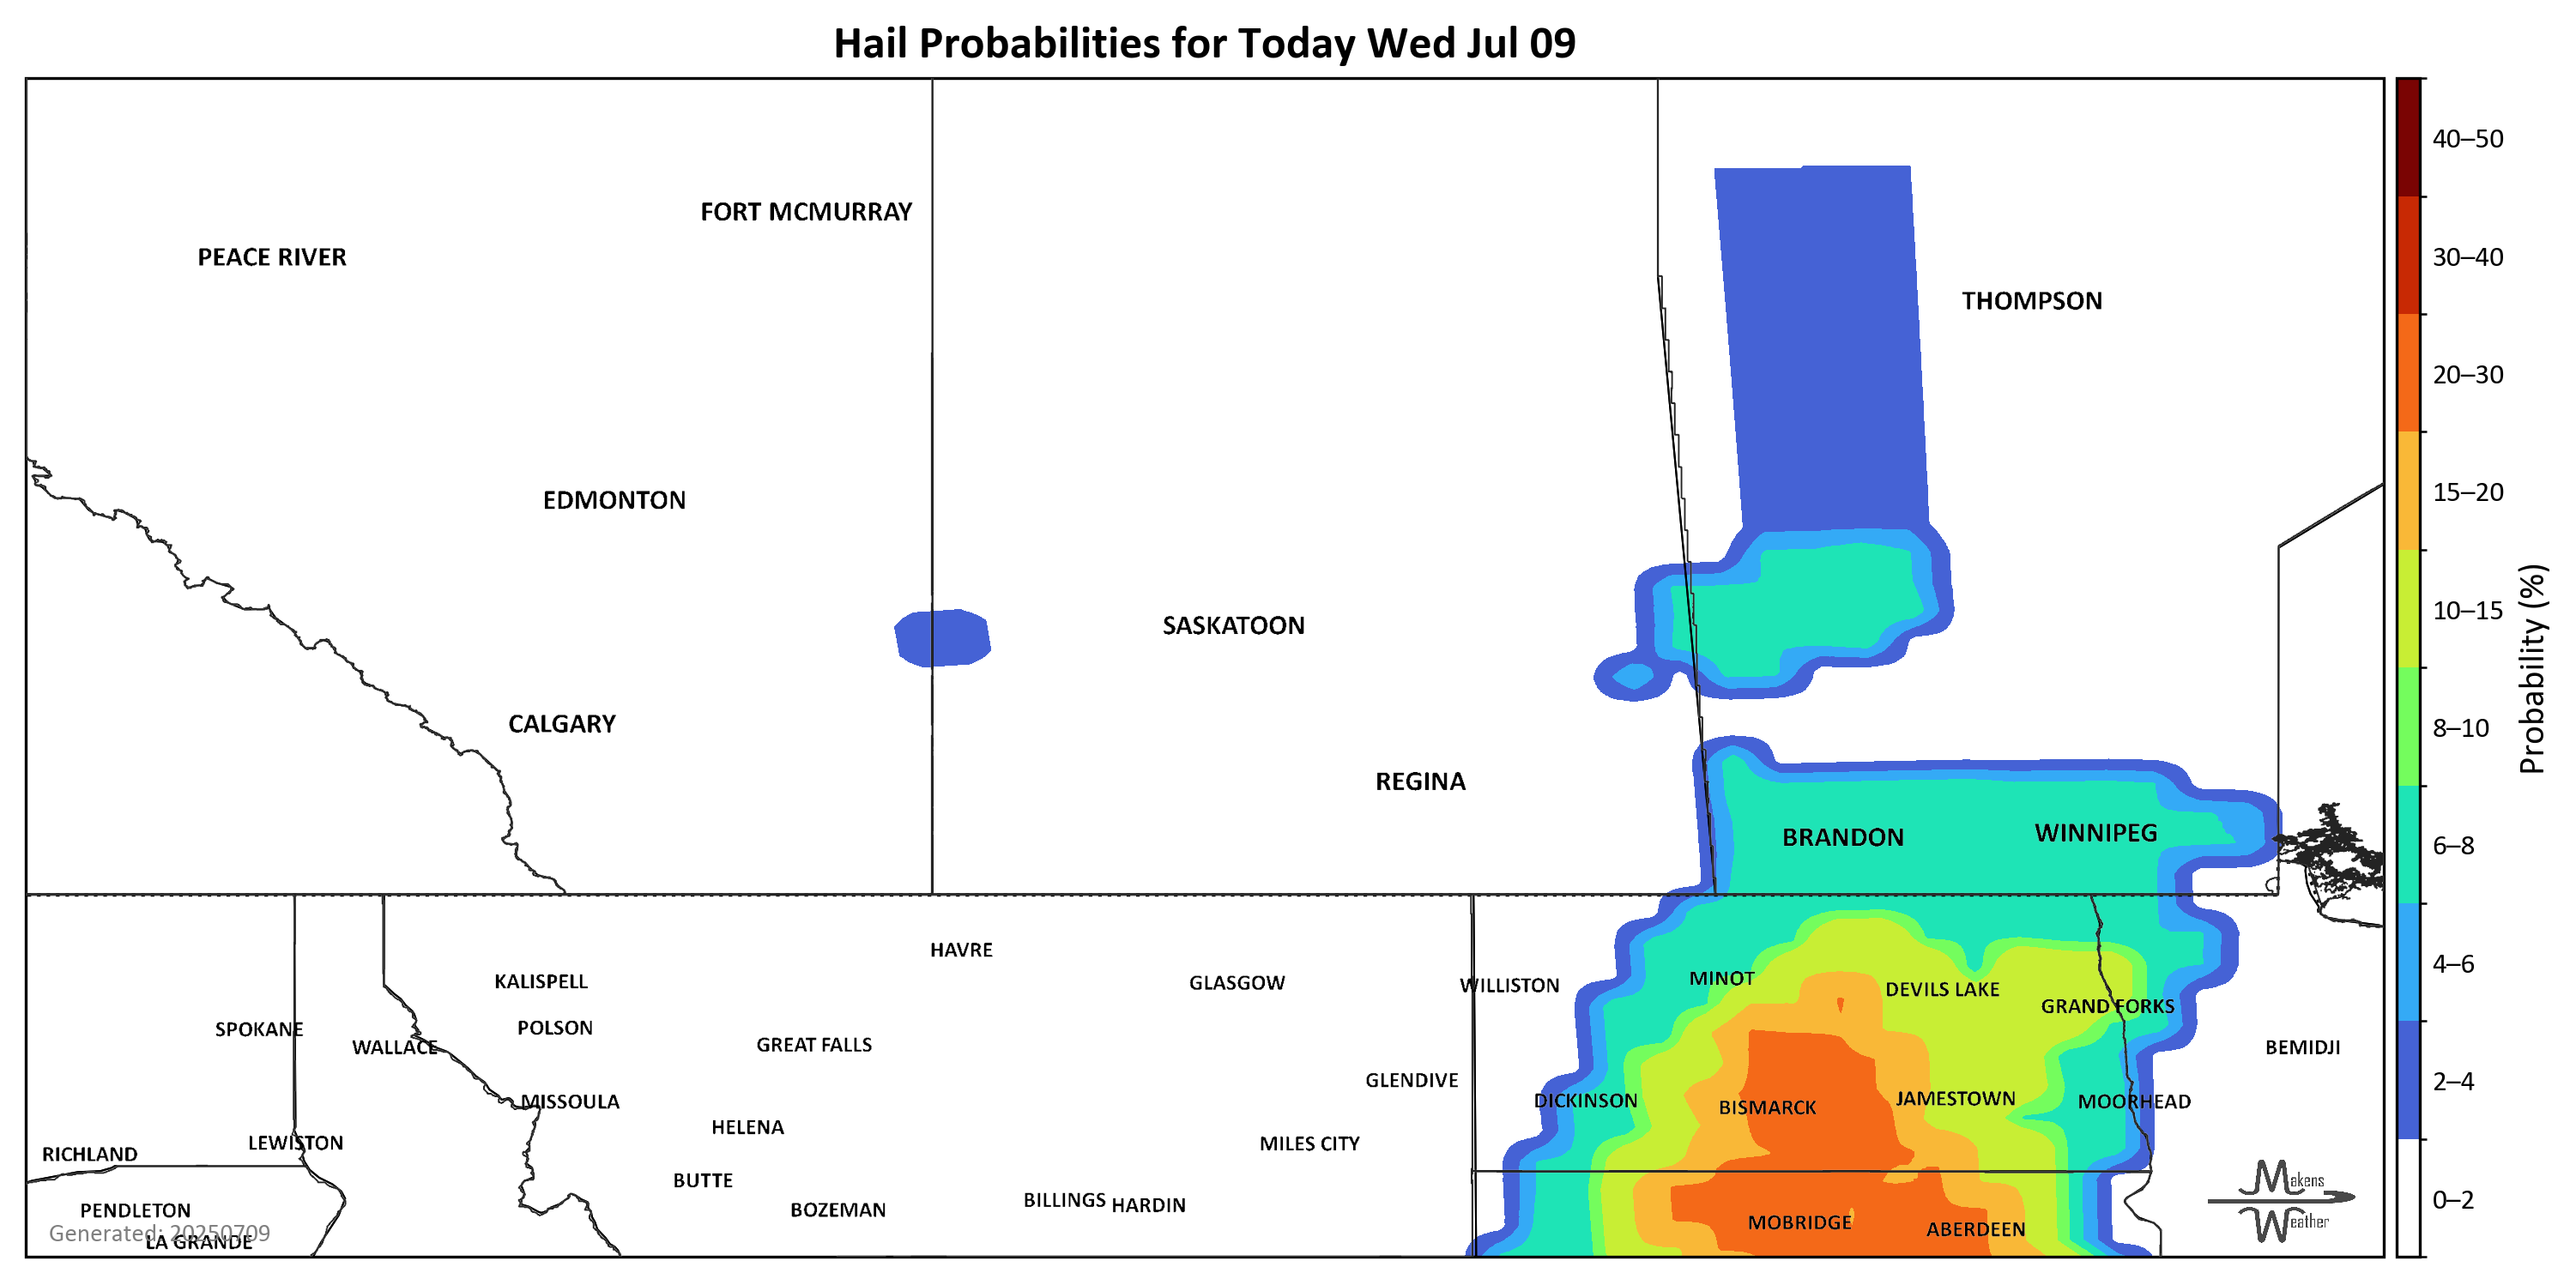 Hail Probabilities for Today Wed Jul 09
40–50
FORT MCMURRAY
PEACE RIVER
30–40
THOMPSON
20–30
EDMONTON
15–20
SASKATOON
10–15
CALGARY
8–10
Probability (%)
REGINA
BRANDON
WINNIPEG
6–8
HAVRE
4–6
KALISPELL
GLASGOW
WILLISTON
MINOT
DEVILS LAKE
GRAND FORKS
SPOKANE
POLSON
WALLACE
GREAT FALLS
BEMIDJI
GLENDIVE
2–4
MISSOULA
DICKINSON
BISMARCK
JAMESTOWN
MOORHEAD
HELENA
LEWISTON
MILES CITY
RICHLAND
BUTTE
Makens
Weather
0–2
PENDLETON
BOZEMAN
BILLINGS
HARDIN
MOBRIDGE
ABERDEEN
Generated: 20250709
LA GRANDE